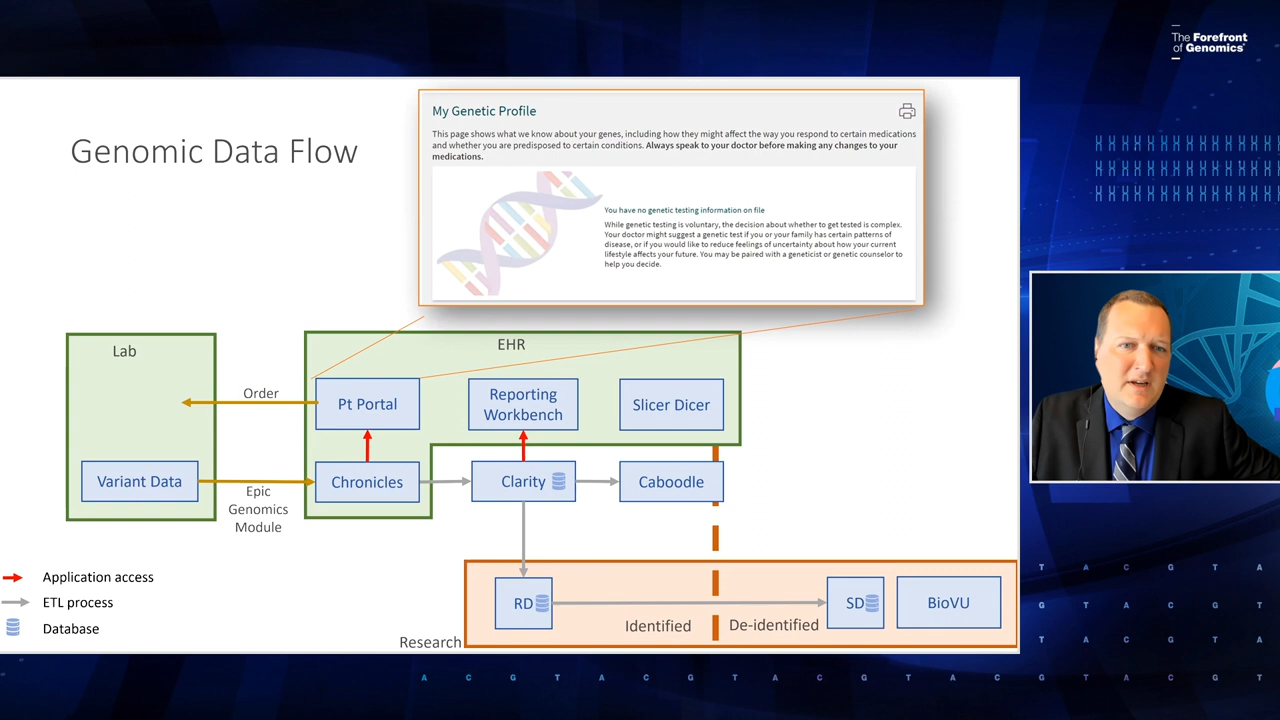 The Forefront
of Genomics
Genomic Data Flow
My Genetic Profile
This page shows what we know about your genes, including how they might affect the way you respond to certain medications
and whether you are predisposed to certain conditions. Always speak to your doctor before making any changes to your
medications.
You have no genetic testing information on file
While genetic testing is voluntary, the decision about whether to get tested is complex.
Your doctor might suggest a genetic test if you or your family has certain patterns of
disease, or if you would like to reduce feelings of uncertainty about how your current
lifestyle affects your future. You may be paired with a geneticist or genetic counselor to
help you decide.
Lab
EHR
Order
Pt Portal
Reporting
Workbench
Slicer Dicer
Variant Data
Epic
Genomics
Module
Chronicles
Clarity
Caboodle
Application access
ETL process
Database
RD
SD
BioVU
Identified
De-identified
Research
T A C G T A
G T A C G T
T A C G T A
A C G T A C G T A C G T A C G T A C G T